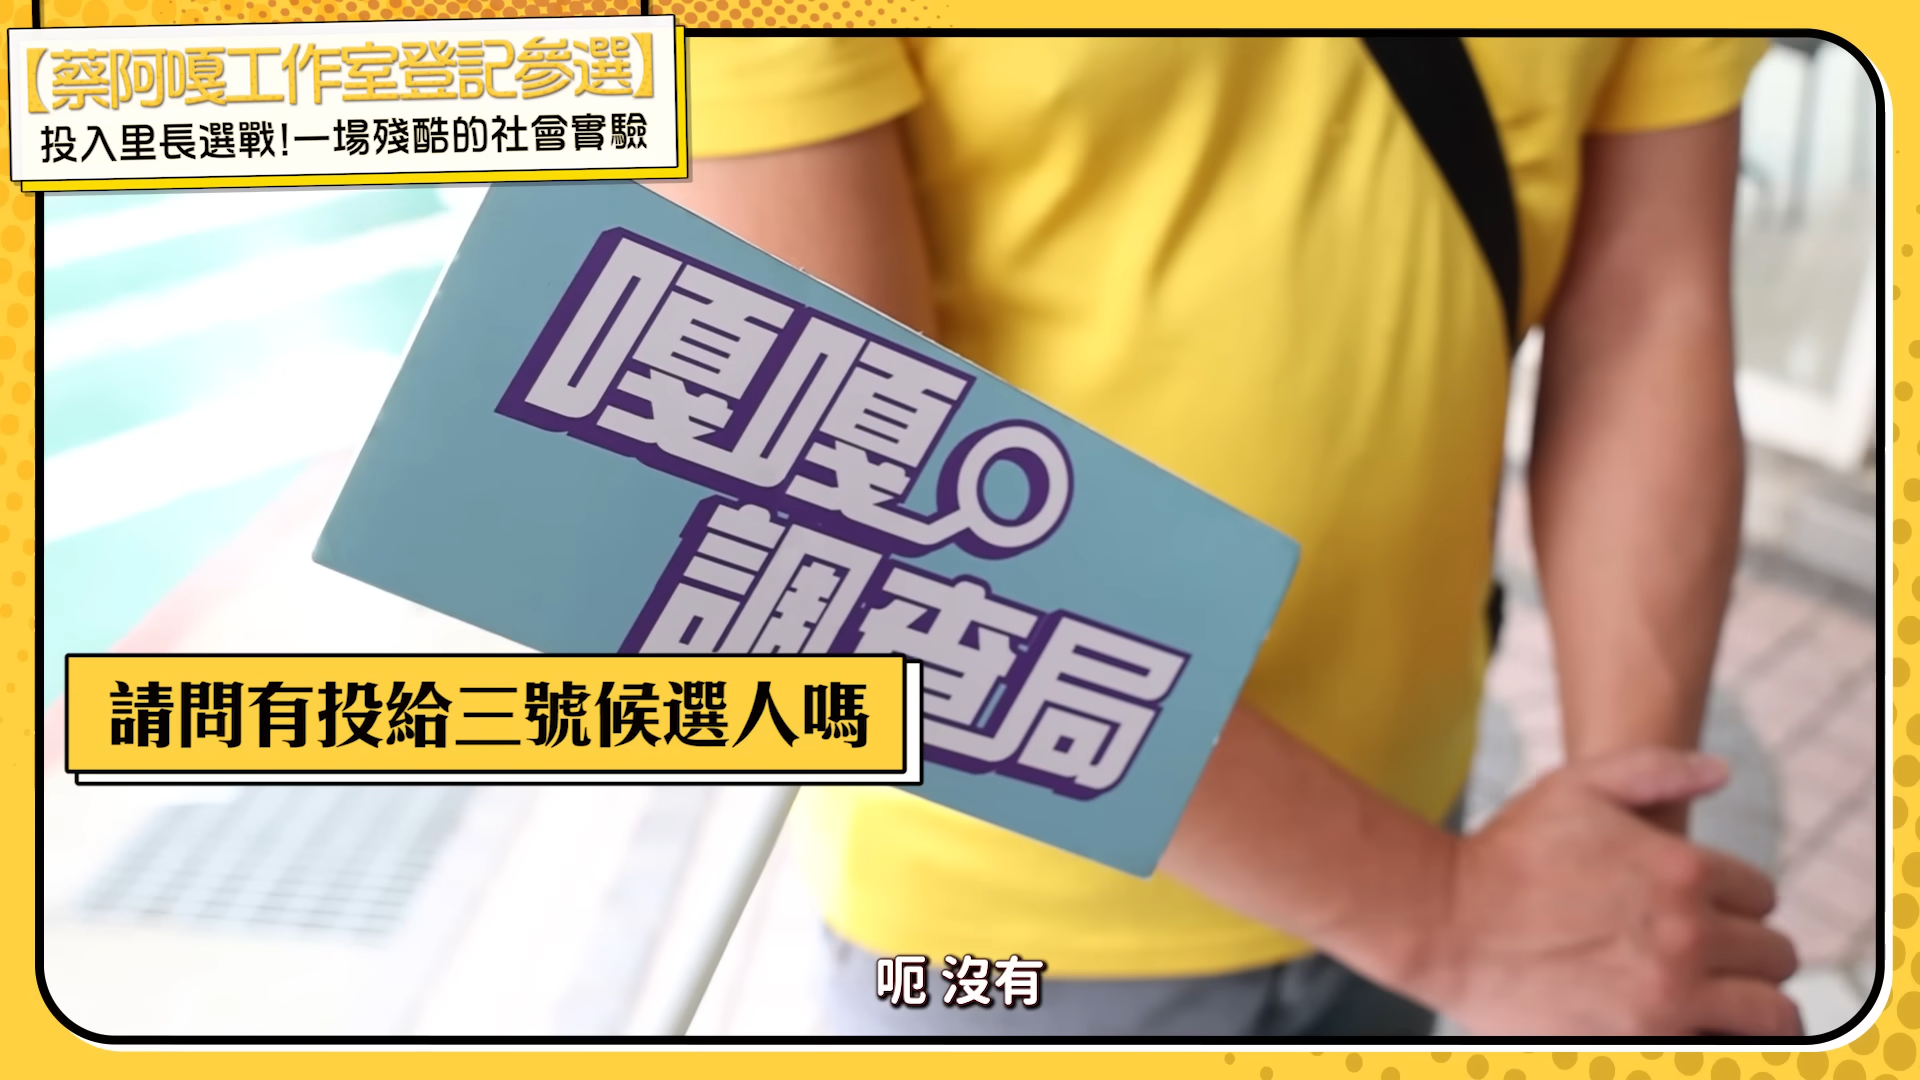 【蔡阿嘎工作室登記參選】
投入里長選戰!一場殘酷的社會實驗
嘎嘎
調查局
請問有投給三號候選人嗎
呃 沒有